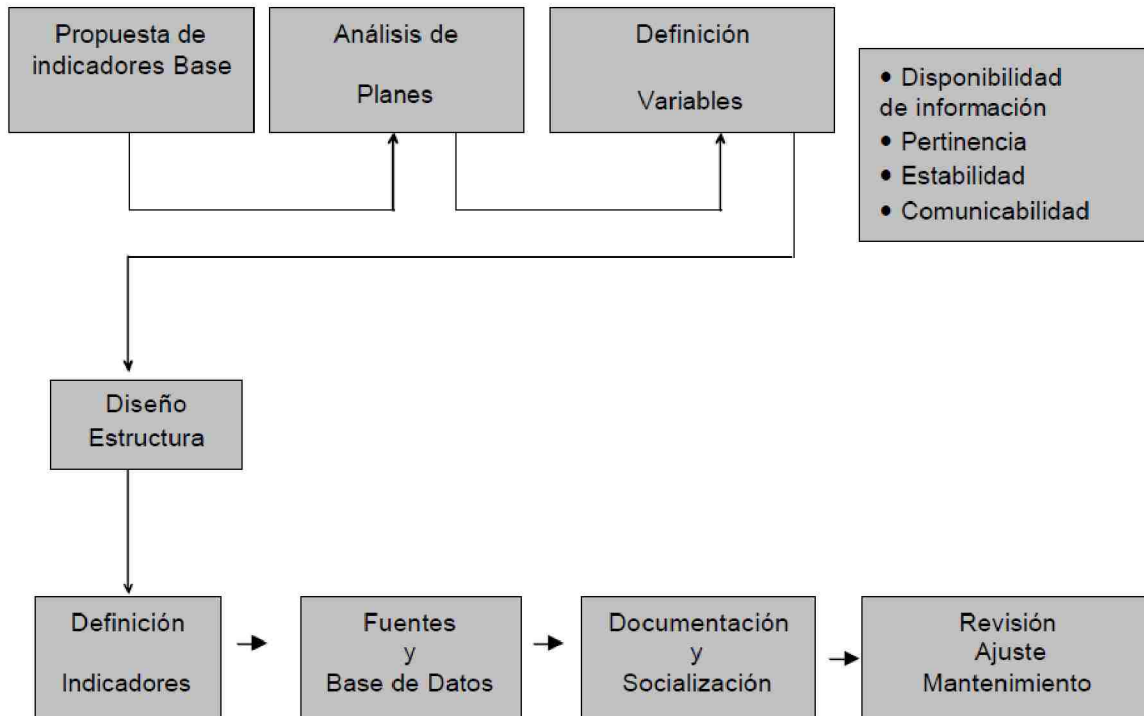 Propuesta de
indicadores Base
Análisis de
Planes
Definición
Variables
• Disponibilidad
de información
• Pertinencia
• Estabilidad
• Comunicabilidad
Diseño
Estructura
Definición
Indicadores
Fuentes
y
Base de Datos
Documentación
y
Socialización
Revisión
Ajuste
Mantenimiento